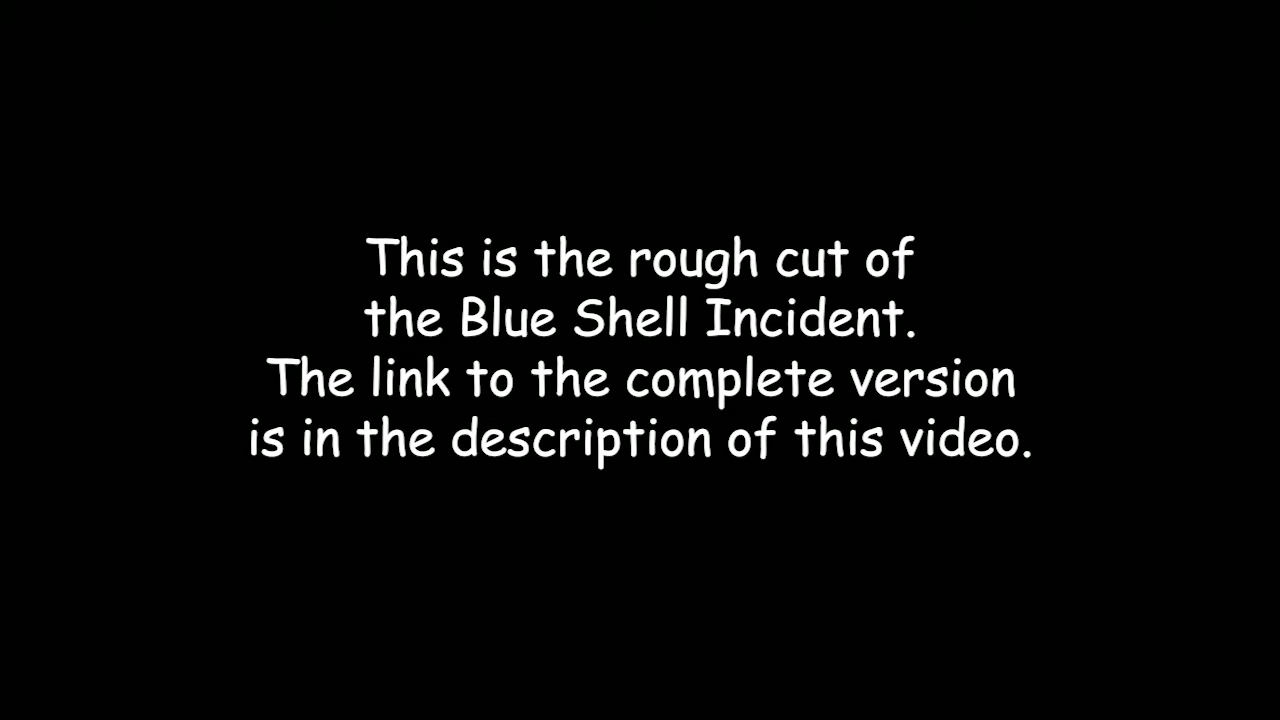 This is the rough cut of
the Blue Shell Incident.
The link to the complete version
is in the description of this video.